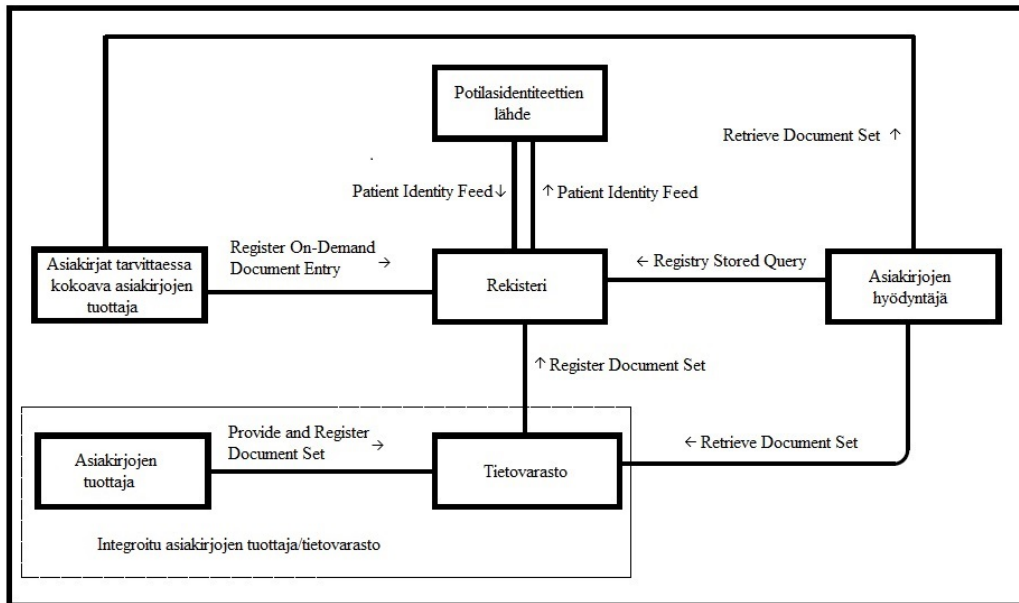 Potilasidentiteettien
lähde
Retrieve Document Set ↑
Patient Identity Feed ↓
↑ Patient Identity Feed
Register On-Demand
Document Entry →
Asiakirjat tarvittaessa
kokoava asiakirjojen
tuottaja
Rekisteri
← Registry Stored Query
Asiakirjojen
hyödyntäjä
↑ Register Document Set
Provide and Register
Document Set →
Asiakirjojen
tuottaja
Tietovarasto
← Retrieve Document Set
Integroitu asiakirjojen tuottaja/tietovarasto